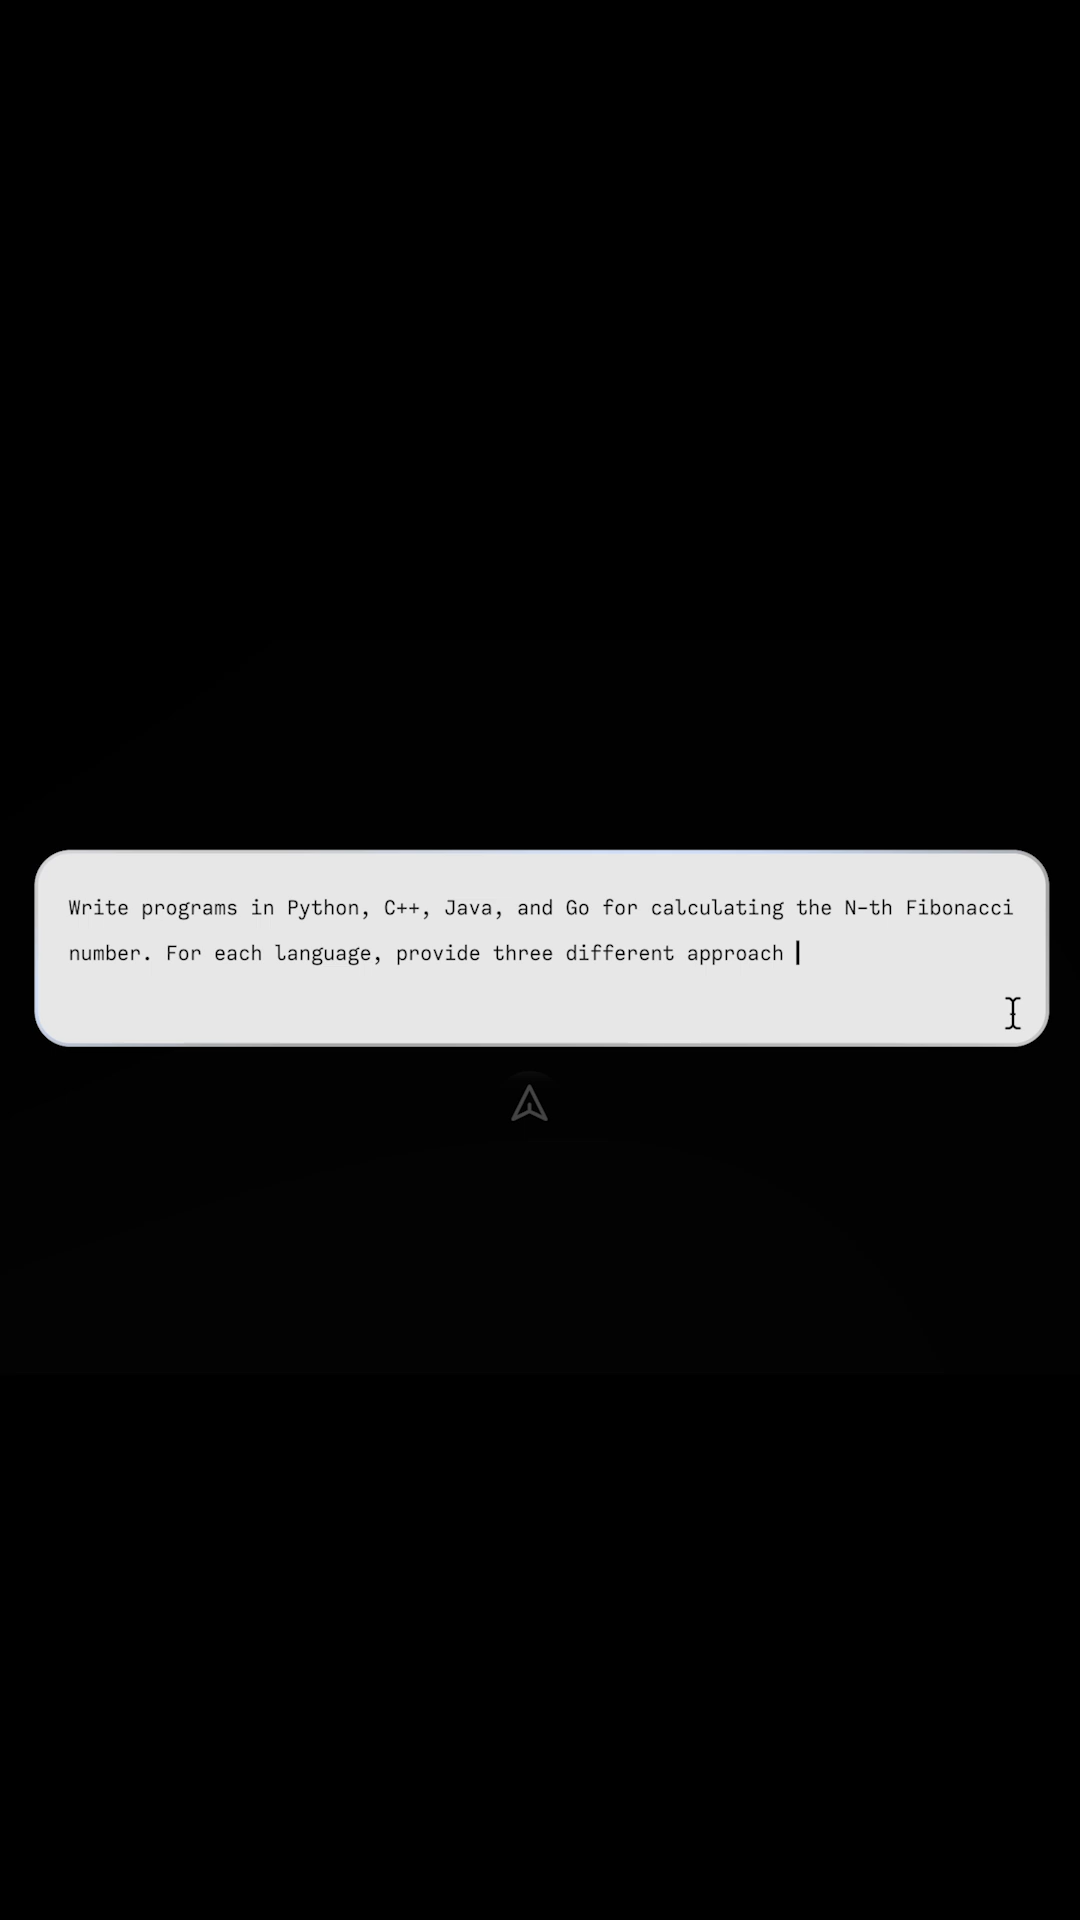 Write programs in Python, C++, Java, and Go for calculating the N-th Fibonacci
number. For each language, provide three different approach